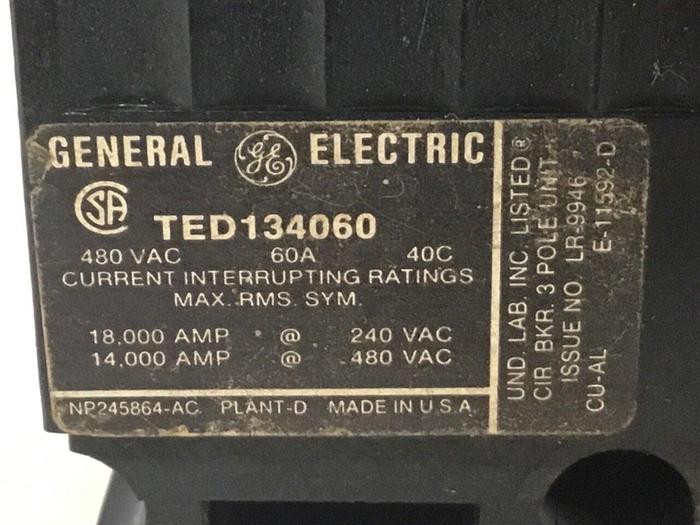 GENERAL GE ELECTRIC
CSA
TED134060
480 VAC 60A 40C
CURRENT INTERRUPTING RATINGS
MAX. RMS. SYM.
18,000 AMP @ 240 VAC
14,000 AMP @ 480 VAC
NP245864-AC PLANT-D MADE IN U.S.A.
UND. LAB. INC. LISTED ®
CIR. BKR. 3 POLE UNIT
ISSUE NO. LR-9946
CU-AL E-11592-D